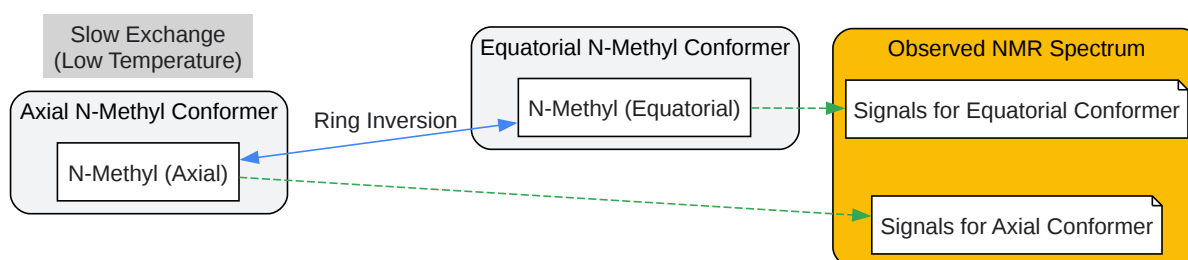 Slow Exchange
(Low Temperature)
Axial N-Methyl Conformer
N-Methyl (Axial)
Ring Inversion
Equatorial N-Methyl Conformer
N-Methyl (Equatorial)
Observed NMR Spectrum
Signals for Equatorial Conformer
Signals for Axial Conformer